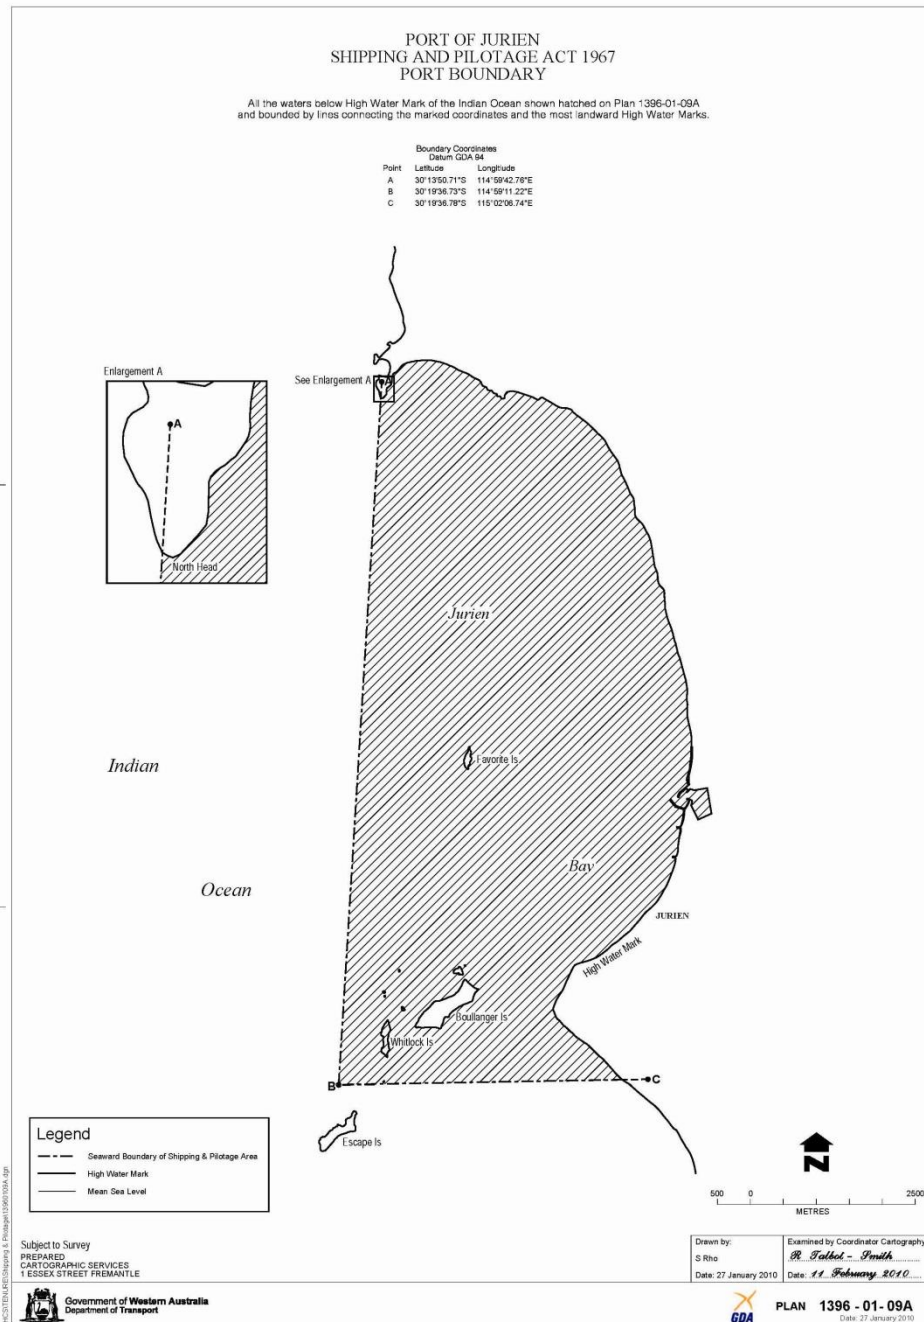 PORT OF JURIEN
SHIPPING AND PILOTAGE ACT 1967
PORT BOUNDARY
All the waters below High Water Mark of the Indian Ocean shown hatched on Plan 1396-01-09A
and bounded by lines connecting the marked coordinates and the most landward High Water Marks.
Boundary Coordinates
Datum GDA 94
Point Latitude Longtitude
A 30°13'50.71"S 114°59'42.76"E
B 30°19'36.73"S 114°59'11.22"E
C 30°19'36.78"S 115°02'06.74"E
Enlargement A
A
North Head
See Enlargement A
A
Jurien
Indian
Favorite Is
Ocean
Bay
JURIEN
High Water Mark
Boullanger Is
Whitlock Is
B
C
Escape Is
Legend
Seaward Boundary of Shipping & Pilotage Area
High Water Mark
Mean Sea Level
N
500 0 2500
METRES
Subject to Survey
PREPARED
CARTOGRAPHIC SERVICES
1 ESSEX STREET FREMANTLE
Drawn by:
S Rho
Date: 27 January 2010
Examined by Coordinator Cartography
R Talbot - Smith
Date: 11 February 2010
Government of Western Australia
Department of Transport
GDA
PLAN 1396 - 01 - 09A
Date: 27 January 2010